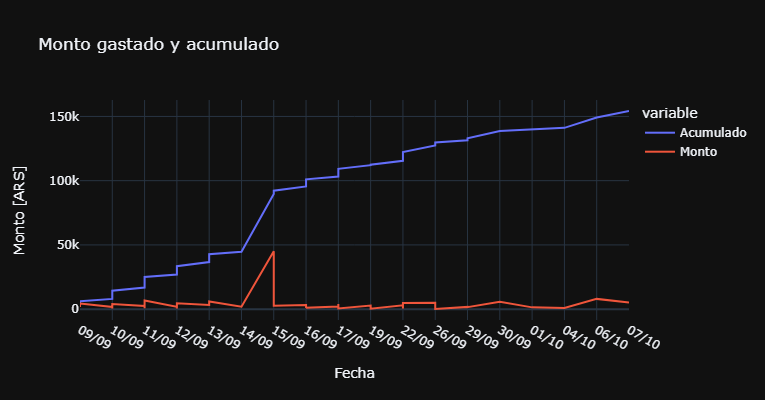 Monto gastado y acumulado
150k
100k
50k
0
Monto [ARS]
09/09
10/09
11/09
12/09
13/09
14/09
15/09
16/09
17/09
19/09
22/09
26/09
29/09
30/09
01/10
04/10
06/10
07/10
Fecha
variable
Acumulado
Monto